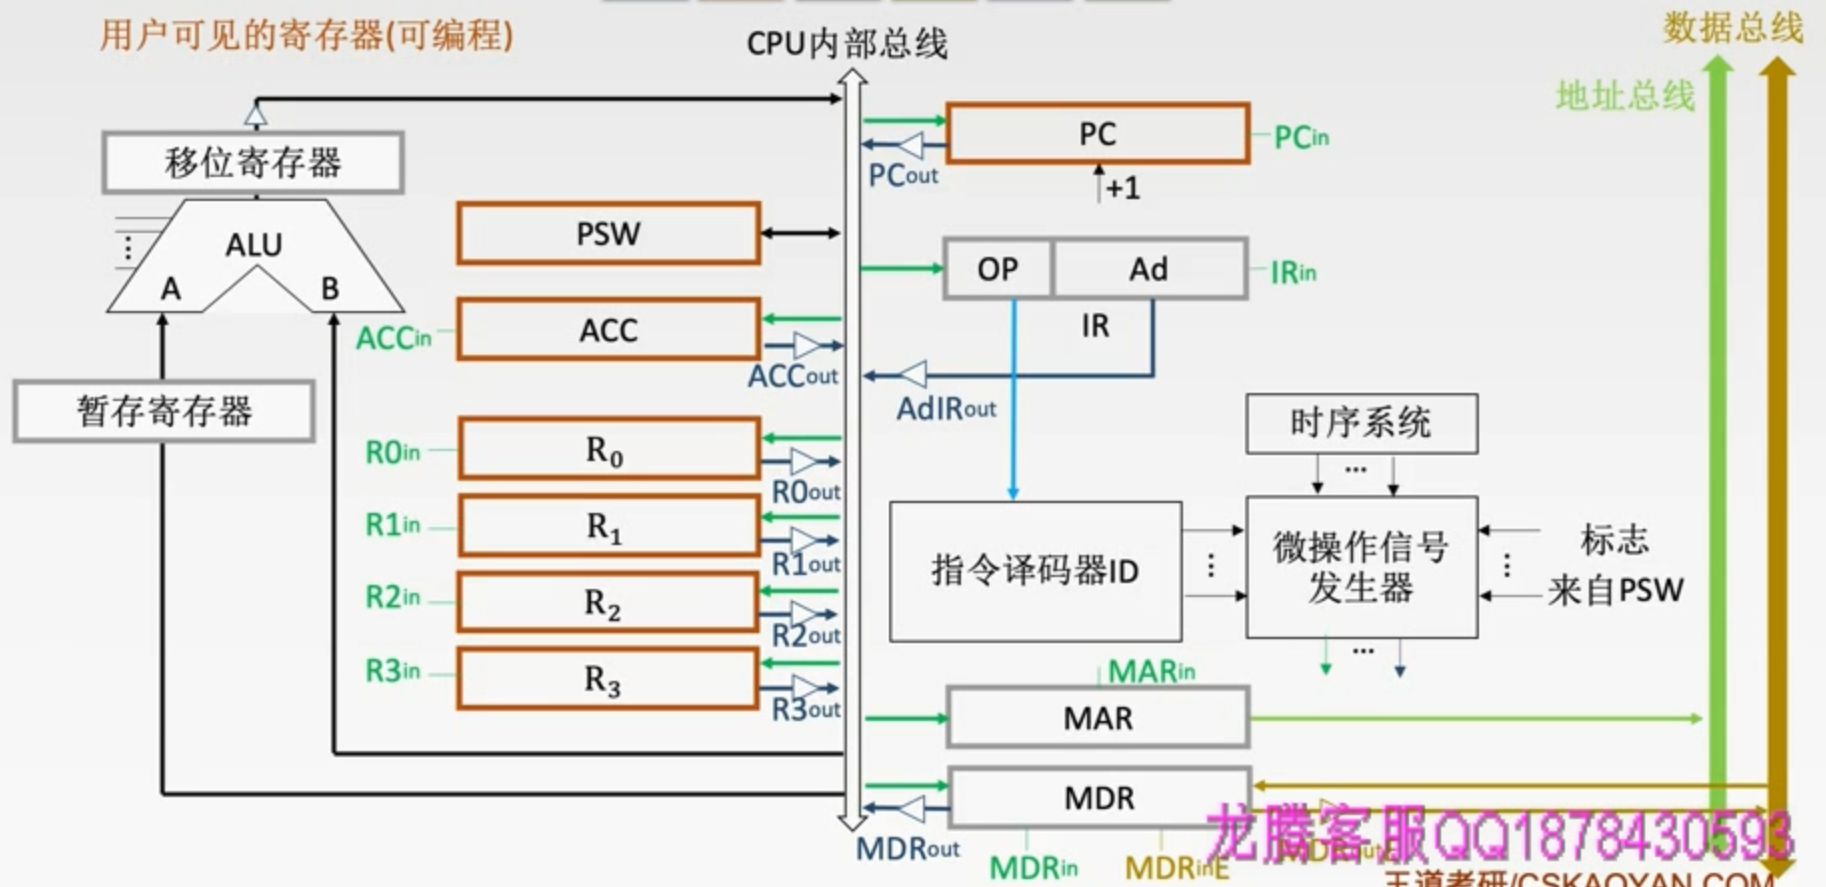 用户可见的寄存器(可编程)
CPU内部总线
数据总线
地址总线
移位寄存器
PC
PCin
PCout
+1
PSW
ALU
A
B
OP
Ad
IRin
IR
ACCin
ACC
ACCout
AdIRout
暂存寄存器
时序系统
...
R0in
R0
R0out
R1in
R1
R1out
指令译码器ID
微操作信号
发生器
标志
来自PSW
R2in
R2
R2out
...
R3in
R3
R3out
MARin
MAR
MDR
MDRout
MDRin
MDRinE
龙腾客服QQ1878430593
王道考研/CSKAOYAN.COM